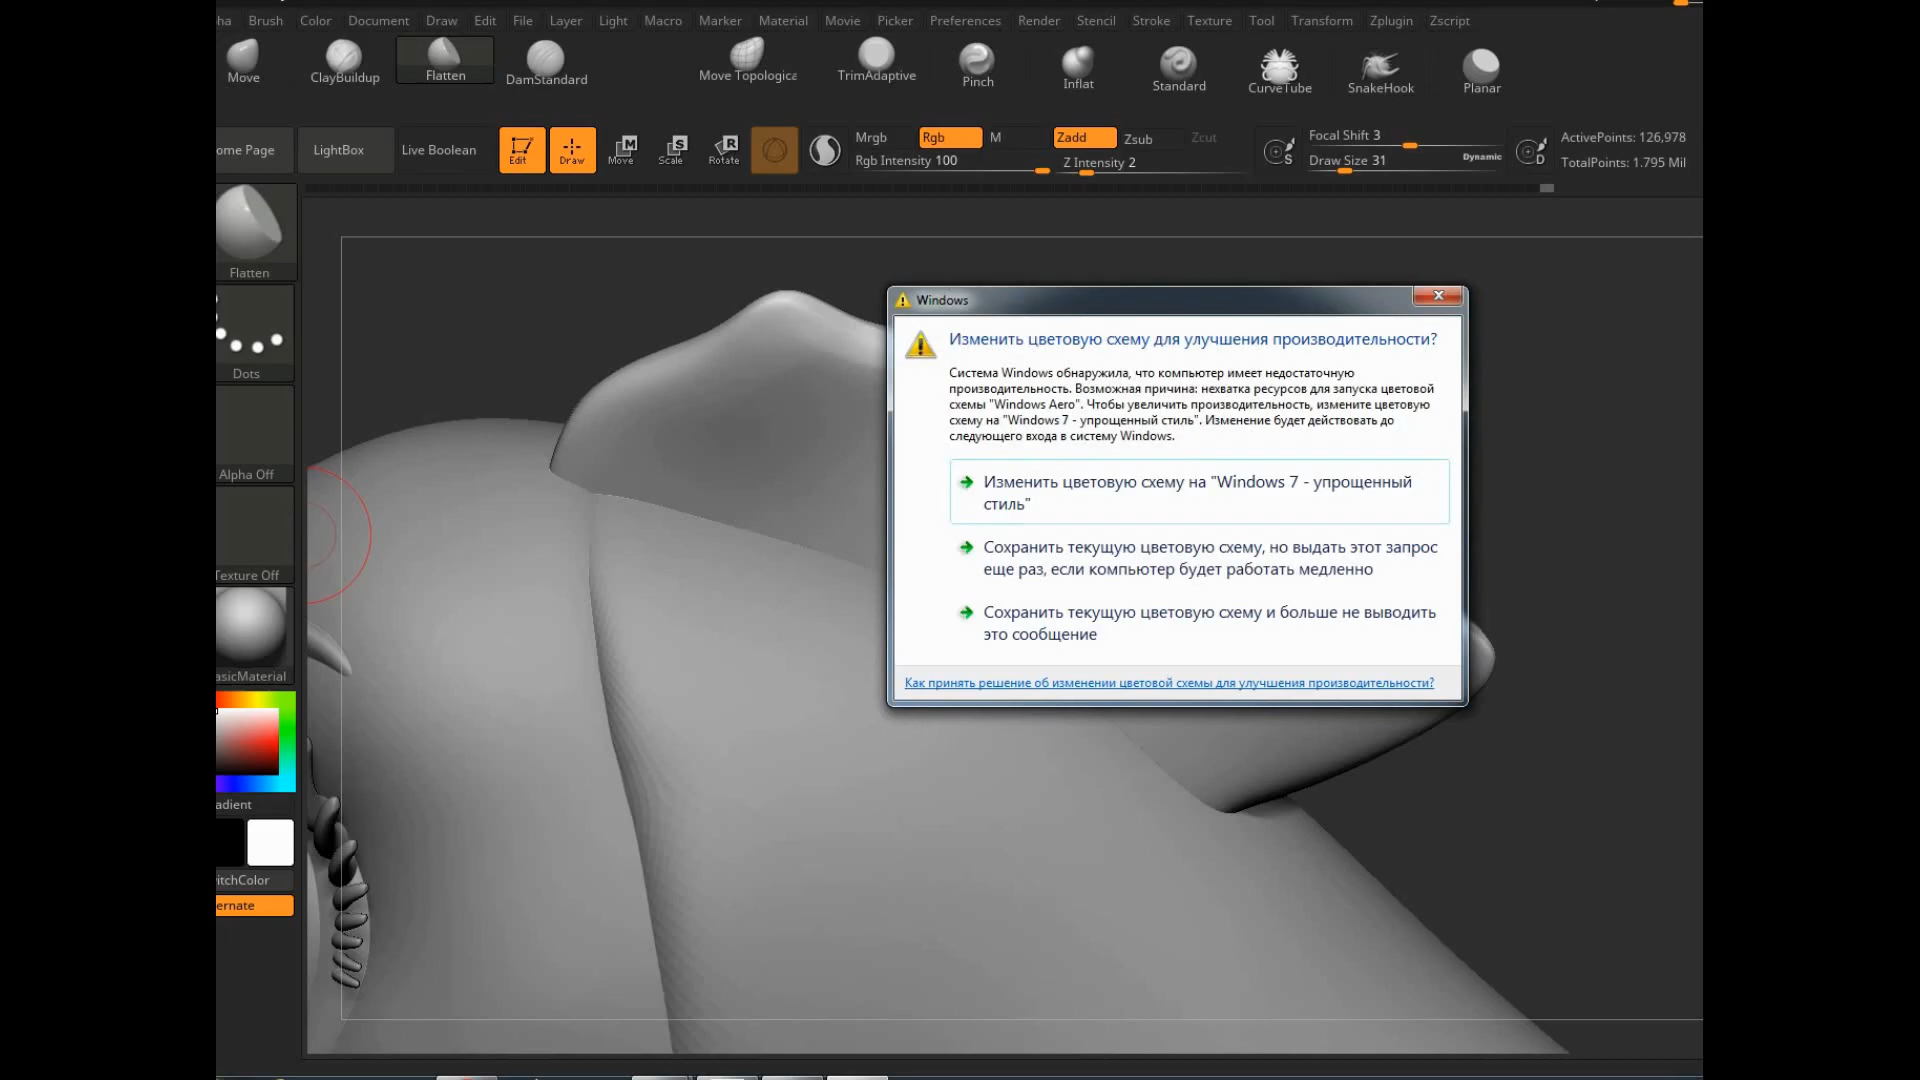 ha Brush Color Document Draw Edit File Layer Light Macro Marker Material Movie Picker Preferences Render Stencil Stroke Texture Tool Transform Zplugin Zscript
Move ClayBuildup Flatten DamStandard Move Topologica TrimAdaptive Pinch Inflat Standard CurveTube SnakeHook Planar
ome Page LightBox Live Boolean Edit Draw Move Scale Rotate
M S R
Mrgb Rgb M Zadd Zsub Zcut
Rgb Intensity 100 Z Intensity 2
S Focal Shift 3 D ActivePoints: 126,978
Draw Size 31 Dynamic TotalPoints: 1.795 Mil
Flatten
Dots
Alpha Off
Texture Off
asicMaterial
adient
itchColor
ernate
Windows
Изменить цветовую схему для улучшения производительности?
Система Windows обнаружила, что компьютер имеет недостаточную
производительность. Возможная причина: нехватка ресурсов для запуска цветовой
схемы "Windows Aero". Чтобы увеличить производительность, измените цветовую
схему на "Windows 7 - упрощенный стиль". Изменение будет действовать до
следующего входа в систему Windows.
Изменить цветовую схему на "Windows 7 - упрощенный
стиль"
Сохранить текущую цветовую схему, но выдать этот запрос
еще раз, если компьютер будет работать медленно
Сохранить текущую цветовую схему и больше не выводить
это сообщение
Как принять решение об изменении цветовой схемы для улучшения производительности?